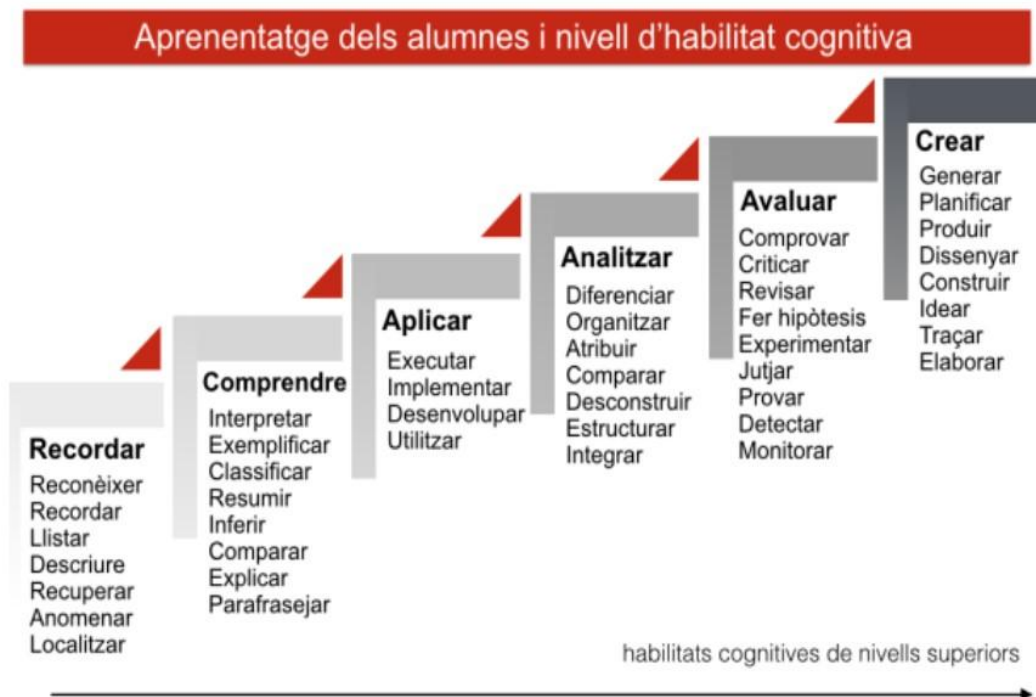 Aprenentatge dels alumnes i nivell d'habilitat cognitiva
Recordar
Reconèixer
Recordar
Llistar
Descriure
Recuperar
Anomenar
Localitzar
Comprendre
Interpretar
Exemplificar
Classificar
Resumir
Inferir
Comparar
Explicar
Parafrasejar
Aplicar
Executar
Implementar
Desenvolupar
Utilitzar
Analitzar
Diferenciar
Organitzar
Atribuir
Comparar
Desconstruir
Estructurar
Integrar
Avaluar
Comprovar
Criticar
Revisar
Fer hipòtesis
Experimentar
Jutjar
Provar
Detectar
Monitorar
Crear
Generar
Planificar
Produir
Dissenyar
Construir
Idear
Traçar
Elaborar
habilitats cognitives de nivells superiors